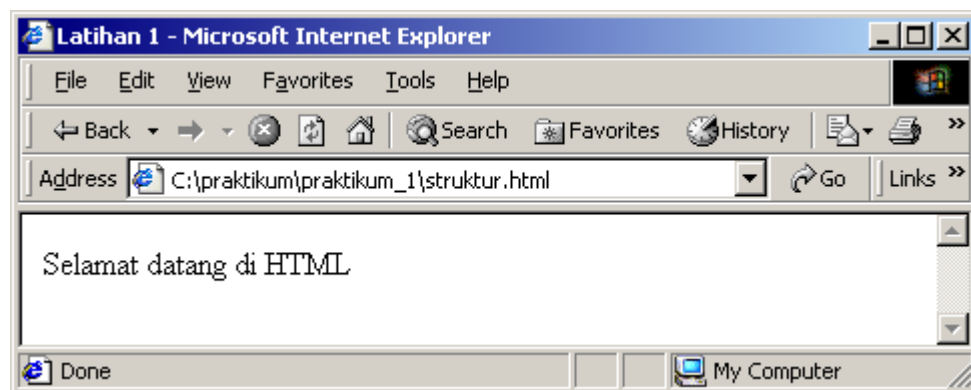 Latihan 1 - Microsoft Internet Explorer
File Edit View Favorites Tools Help
Back Search Favorites History »
Address C:\praktikum\praktikum_1\struktur.html Go Links »
Selamat datang di HTML
Done My Computer